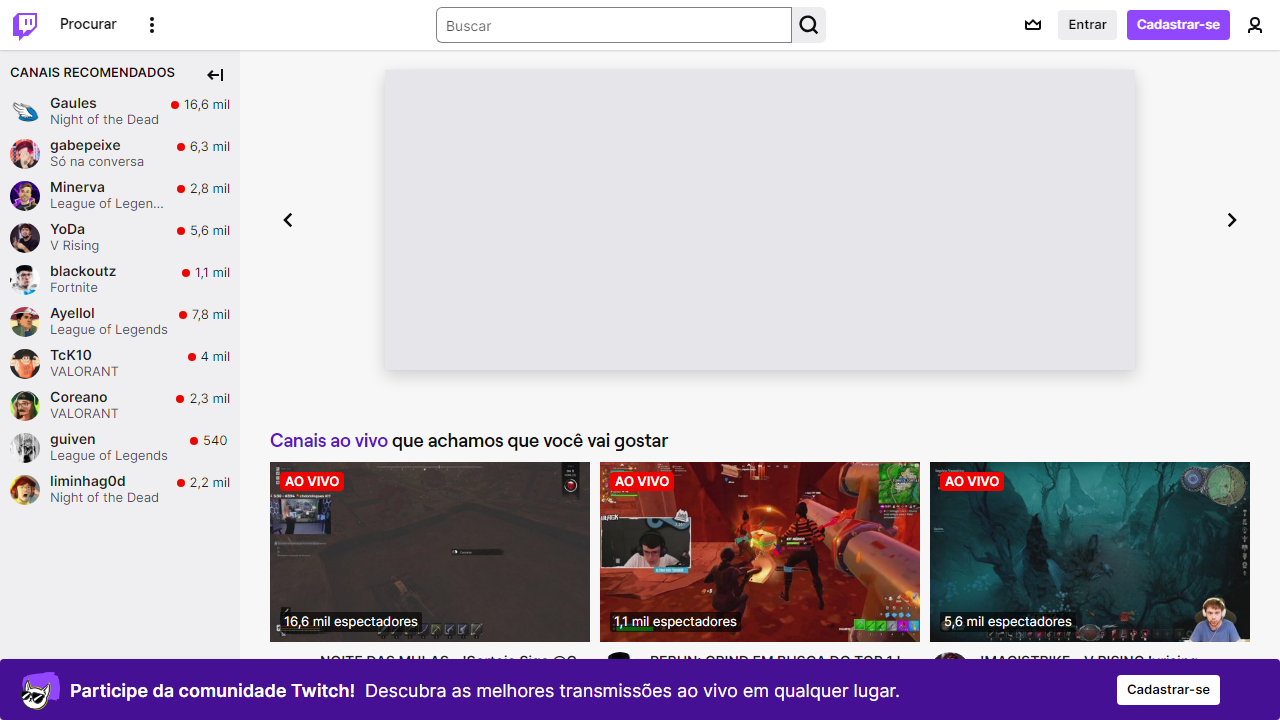 Procurar
Buscar
Entrar
Cadastrar-se
CANAIS RECOMENDADOS
Gaules
16,6 mil
Night of the Dead
gabepeixe
6,3 mil
Só na conversa
Minerva
2,8 mil
League of Legen...
YoDa
5,6 mil
V Rising
blackoutz
1,1 mil
Fortnite
Ayellol
7,8 mil
League of Legends
TcK10
4 mil
VALORANT
Coreano
2,3 mil
VALORANT
guiven
540
League of Legends
liminhag0d
2,2 mil
Night of the Dead
Canais ao vivo que achamos que você vai gostar
AO VIVO
AO VIVO
AO VIVO
16,6 mil espectadores
1,1 mil espectadores
5,6 mil espectadores
Participe da comunidade Twitch! Descubra as melhores transmissões ao vivo em qualquer lugar.
Cadastrar-se